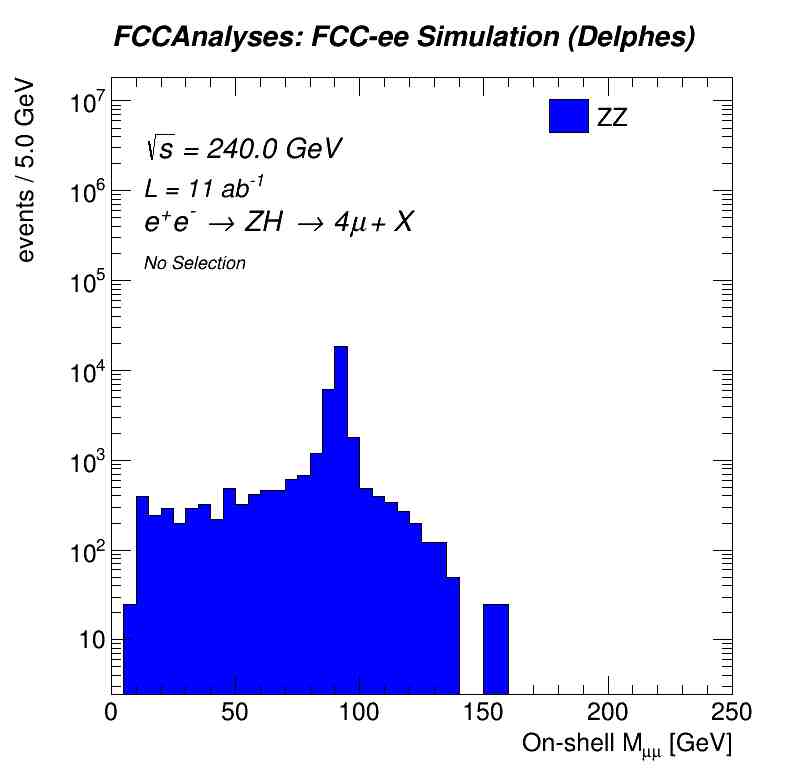 FCCAnalyses: FCC-ee Simulation (Delphes)
events / 5.0 GeV
10⁷
10⁶
10⁵
10⁴
10³
10²
10
√s = 240.0 GeV
L = 11 ab⁻¹
e⁺e⁻ → ZH → 4μ + X
No Selection
ZZ
0 50 100 150 200 250
On-shell M_μμ [GeV]